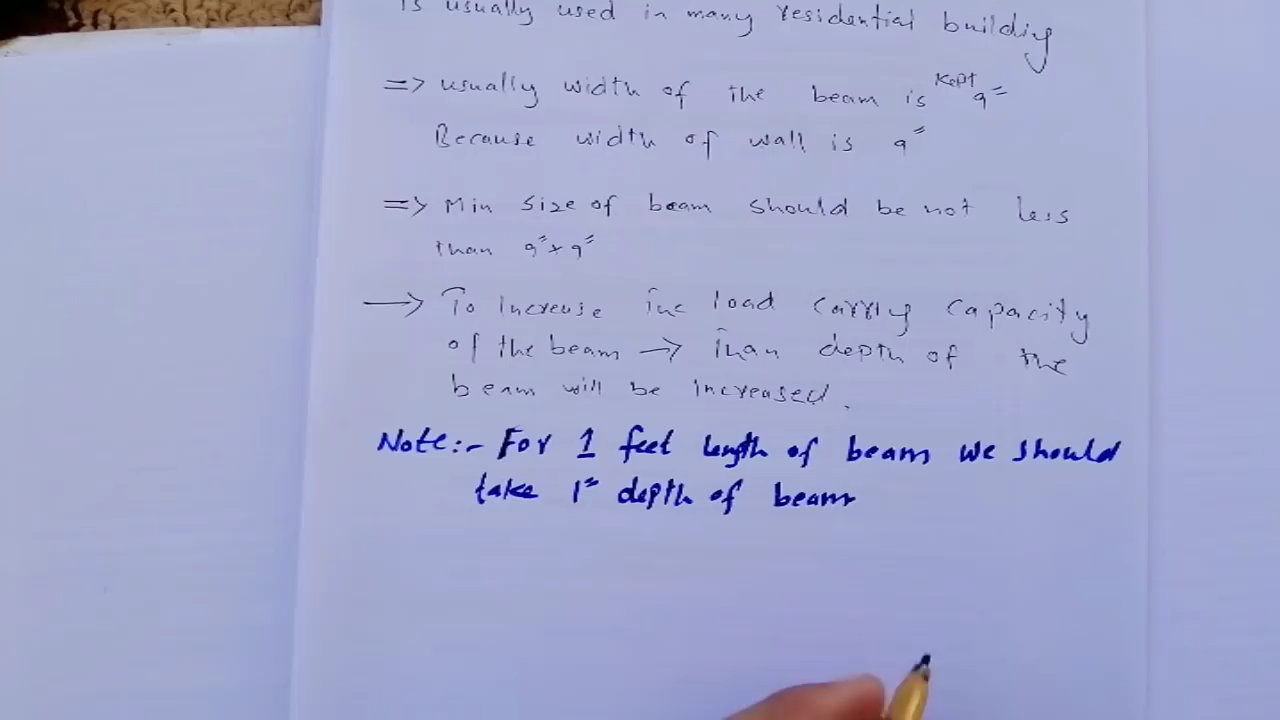 is usually used in many residential building
=> usually width of the beam is kept 9"
Because width of wall is 9"
=> Min size of beam should be not less
than 9"x9"
→ To increase the load carry capacity
of the beam → than depth of the
beam will be increased.
Note:- For 1 feet length of beam we should
take 1" depth of beam